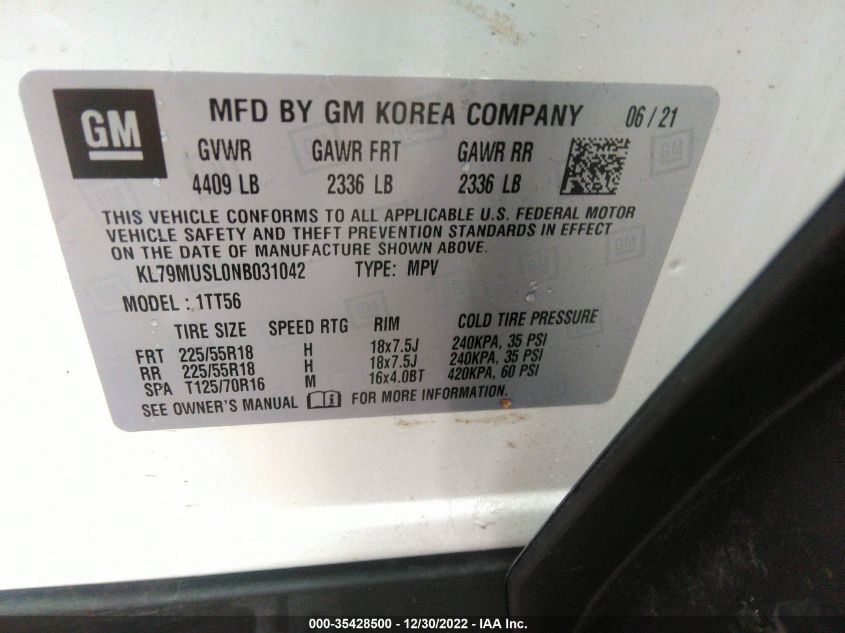 GM
MFD BY GM KOREA COMPANY 06 / 21
GVWR GAWR FRT GAWR RR
4409 LB 2336 LB 2336 LB
THIS VEHICLE CONFORMS TO ALL APPLICABLE U.S. FEDERAL MOTOR
VEHICLE SAFETY AND THEFT PREVENTION STANDARDS IN EFFECT
ON THE DATE OF MANUFACTURE SHOWN ABOVE.
KL79MUSL0NB031042 TYPE: MPV
MODEL : 1TT56
TIRE SIZE SPEED RTG RIM COLD TIRE PRESSURE
FRT 225/55R18 H 18x7.5J 240KPA, 35 PSI
RR 225/55R18 H 18x7.5J 240KPA, 35 PSI
SPA T125/70R16 M 16x4.0BT 420KPA, 60 PSI
SEE OWNER'S MANUAL FOR MORE INFORMATION.
000-35428500 - 12/30/2022 - IAA Inc.